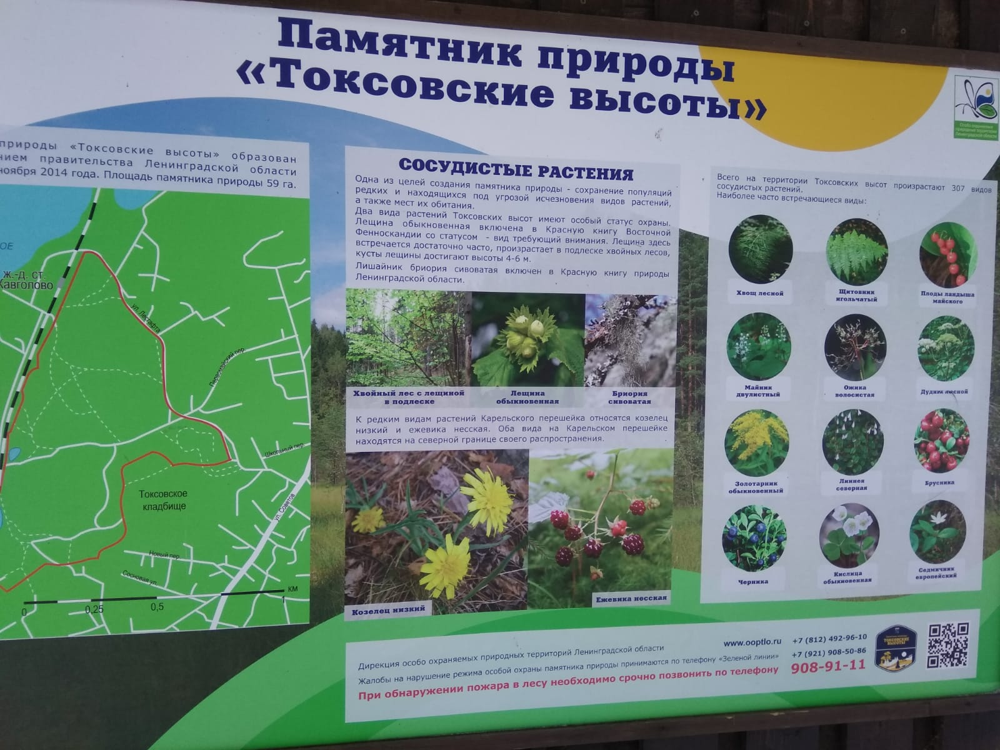 Памятник природы
«Токсовские высоты»
Особо охраняемые
природные территории
Ленинградской области
природы «Токсовские высоты» образован
нием правительства Ленинградской области
ноября 2014 года. Площадь памятника природы 59 га.
ОЕ
ж.-д. ст.
Кавголово
ул. Лесгафта
Первомайский пер.
Школьный пер.
Токсовское
кладбище
ул. Советов
Новый пер.
Сосновая ул.
0
0,25
0,5
1
км
СОСУДИСТЫЕ РАСТЕНИЯ
Одна из целей создания памятника природы - сохранение популяций
редких и находящихся под угрозой исчезновения видов растений,
а также мест их обитания.
Два вида растений Токсовских высот имеют особый статус охраны.
Лещина обыкновенная включена в Красную книгу Восточной
Фенноскандии со статусом - вид требующий внимания. Лещина здесь
встречается достаточно часто, произрастает в подлеске хвойных лесов,
кусты лещины достигают высоты 4-6 м.
Лишайник бриория сивоватая включен в Красную книгу природы
Ленинградской области.
Хвойный лес с лещиной
в подлеске
Лещина
обыкновенная
Бриория
сивоватая
К редким видам растений Карельского перешейка относятся козелец
низкий и ежевика несская. Оба вида на Карельском перешейке
находятся на северной границе своего распространения.
Козелец низкий
Ежевика несская
Всего на территории Токсовских высот произрастают 307 видов
сосудистых растений.
Наиболее часто встречающиеся виды:
Хвощ лесной
Щитовник
игольчатый
Плоды ландыша
майского
Майник
двулистный
Ожика
волосистая
Дудник лесной
Золотарник
обыкновенный
Линнея
северная
Брусника
Черника
Кислица
обыкновенная
Седмичник
европейский
Дирекция особо охраняемых природных территорий Ленинградской области
www.ooptlo.ru
+7 (812) 492-96-10
Жалобы на нарушение режима особой охраны памятника природы принимаются по телефону «Зеленой линии»
+7 (921) 908-50-86
При обнаружении пожара в лесу необходимо срочно позвонить по телефону
908-91-11
ТОКСОВСКИЕ
ВЫСОТЫ